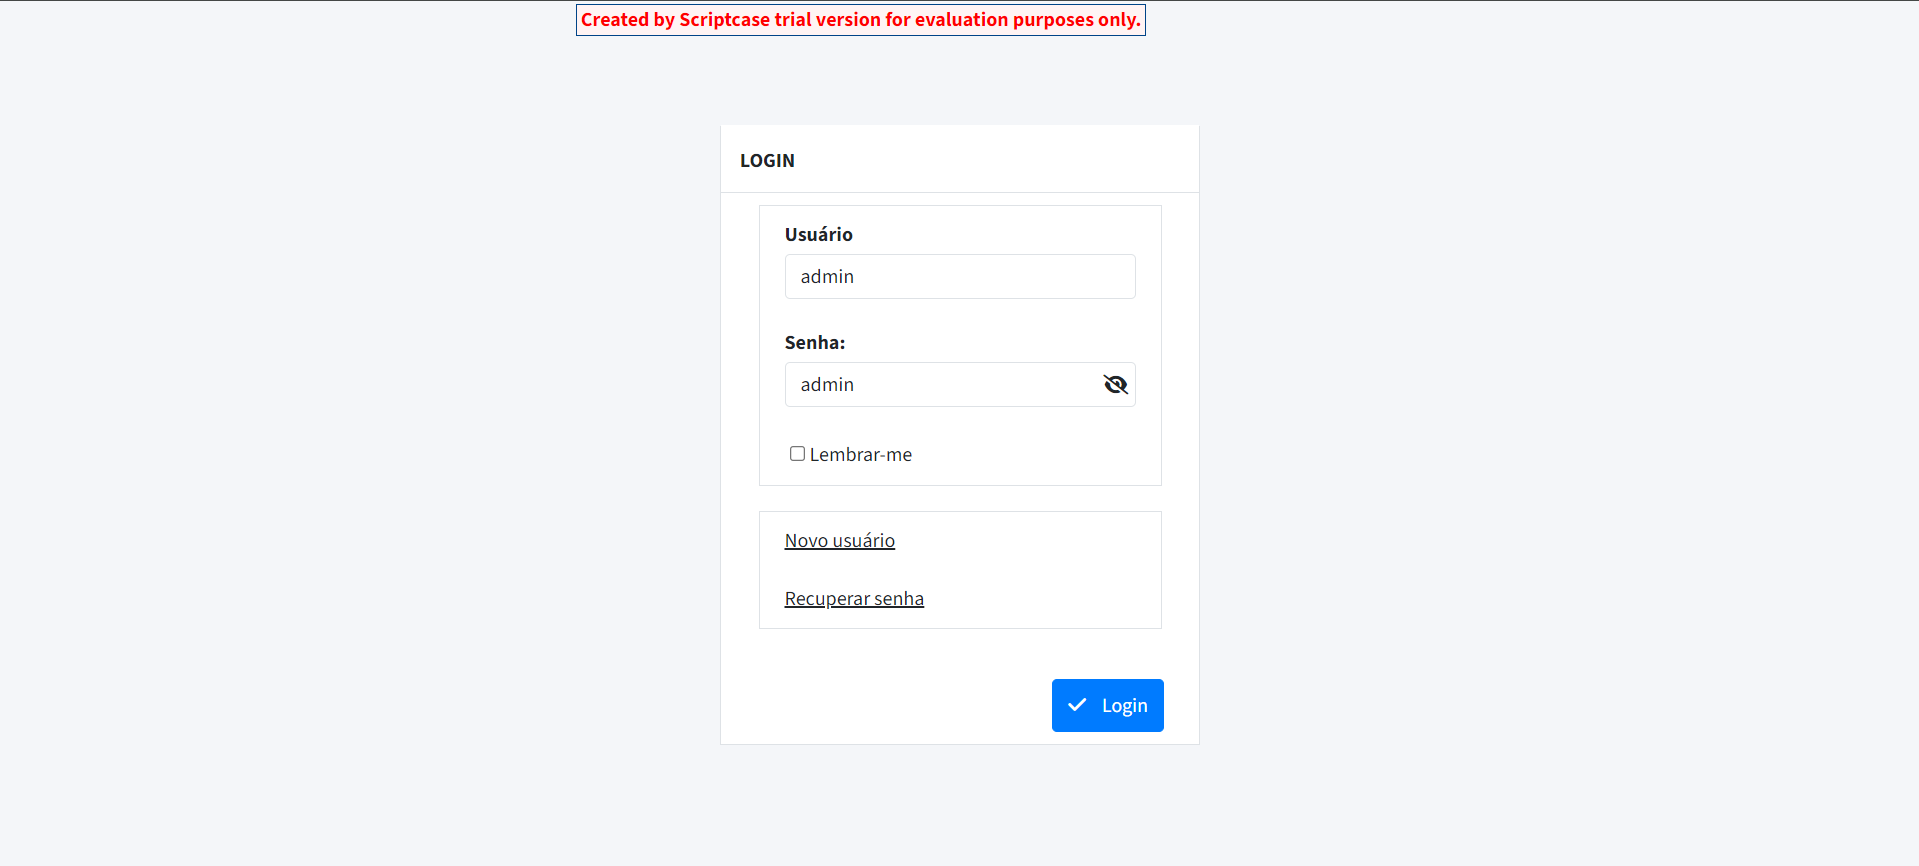 Created by Scriptcase trial version for evaluation purposes only.
LOGIN
Usuário
admin
Senha:
admin
Lembrar-me
Novo usuário
Recuperar senha
Login